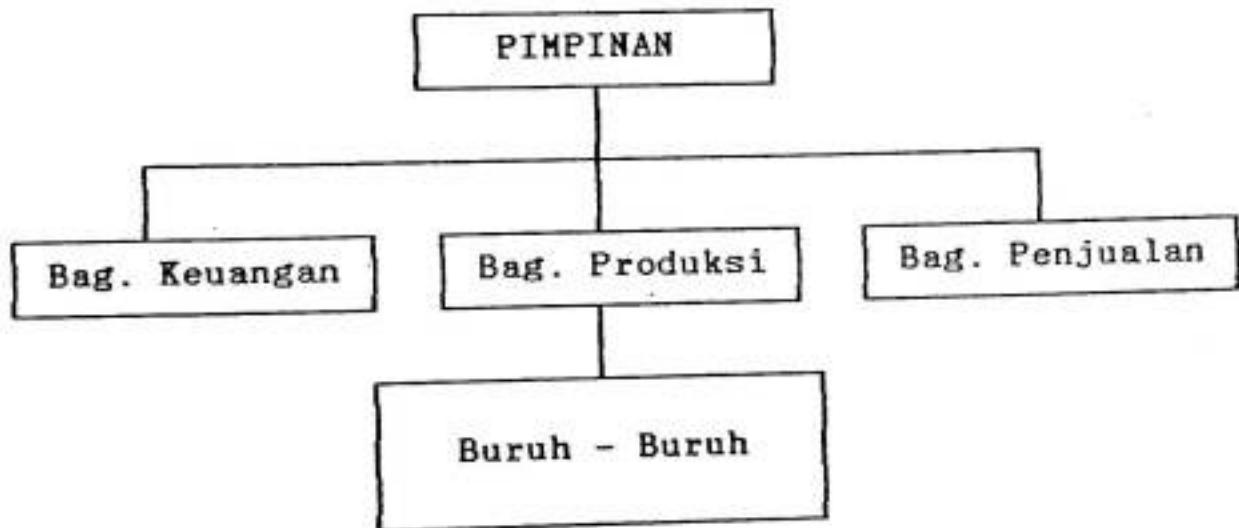 PIMPINAN
Bag. Keuangan
Bag. Produksi
Bag. Penjualan
Buruh - Buruh